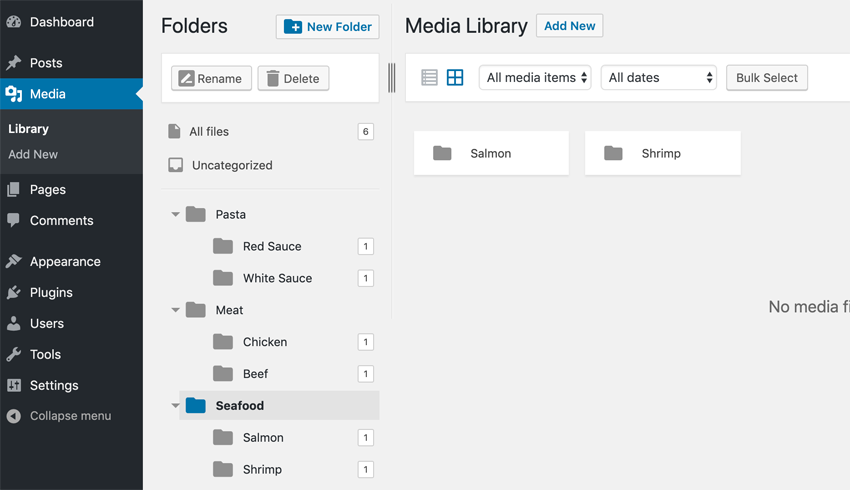 Dashboard
Posts
Media
Library
Add New
Pages
Comments
Appearance
Plugins
Users
Tools
Settings
Collapse menu
Folders
New Folder
Rename
Delete
All files 6
Uncategorized
Pasta
Red Sauce 1
White Sauce 1
Meat
Chicken 1
Beef 1
Seafood
Salmon 1
Shrimp 1
Media Library
Add New
All media items
All dates
Bulk Select
Salmon
Shrimp
No media fi